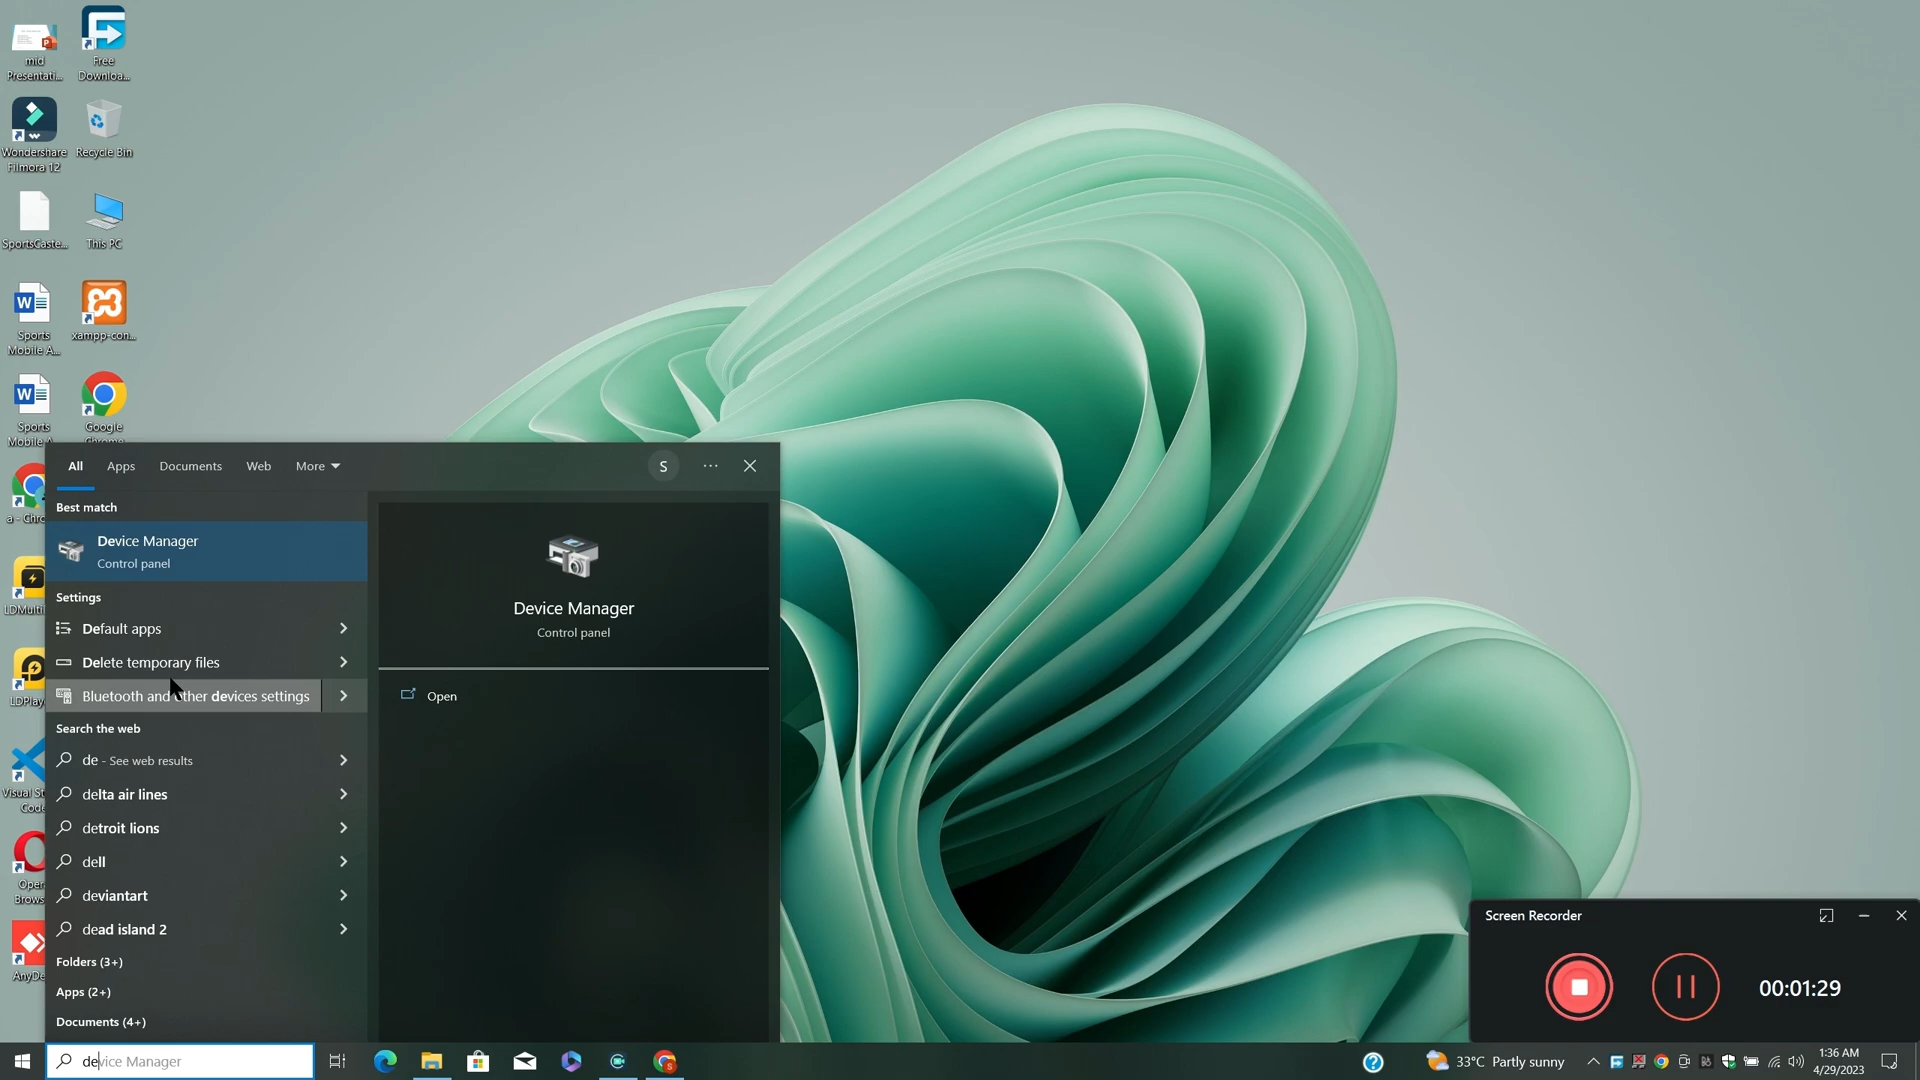 mid
Presentati...
Free
Downloa...
Wondershare
Filmora 12
Recycle Bin
SportsCaste...
This PC
Sports
Mobile A...
xampp-con...
Sports
Mobile A
Google
Chrome
a - Chr
LDMulti
LDPlay
Visual St
Code
Oper
Brows
AnyDe
All
Apps
Documents
Web
More
S
Best match
Device Manager
Control panel
Settings
Default apps
Delete temporary files
Bluetooth and other devices settings
Search the web
de - See web results
delta air lines
detroit lions
dell
deviantart
dead island 2
Folders (3+)
Apps (2+)
Documents (4+)
Device Manager
Control panel
Open
Screen Recorder
00:01:29
device Manager
33°C Partly sunny
1:36 AM
4/29/2023